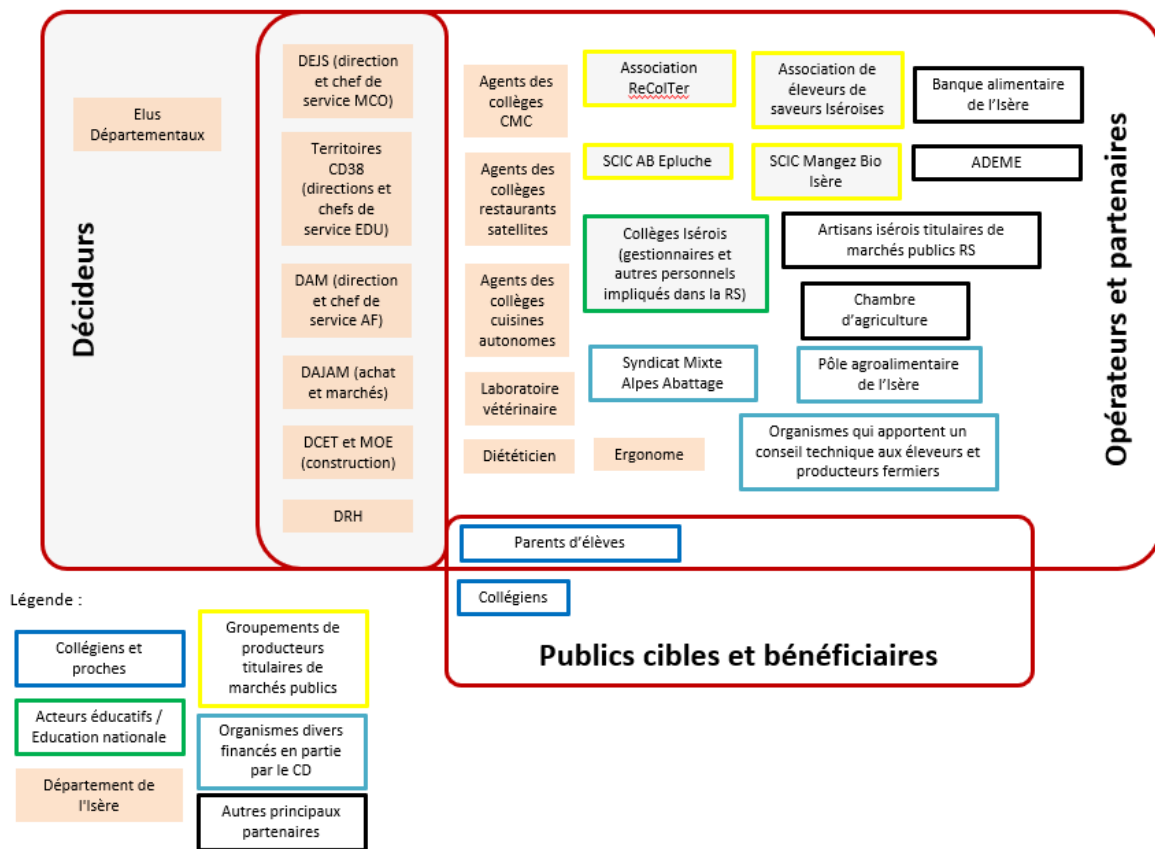 Décideurs
Elus
Départementaux
DEJS (direction
et chef de
service MCO)
Territoires
CD38
(directions et
chefs de
service EDU)
DAM (direction
et chef de
service AF)
DAJAM (achat
et marchés)
DCET et MOE
(construction)
DRH
Agents des
collèges
CMC
Agents des
collèges
restaurants
satellites
Agents des
collèges
cuisines
autonomes
Laboratoire
vétérinaire
Diététicien
Ergonome
Association
ReColTer
Association de
éleveurs de
saveurs Iséroises
Banque alimentaire
de l'Isère
SCIC AB Epluche
SCIC Mangez Bio
Isère
ADEME
Collèges Isérois
(gestionnaires et
autres personnels
impliqués dans la RS)
Artisans isérois titulaires de
marchés publics RS
Chambre
d'agriculture
Syndicat Mixte
Alpes Abattage
Pôle agroalimentaire
de l'Isère
Organismes qui apportent un
conseil technique aux éleveurs et
producteurs fermiers
Opérateurs et partenaires
Parents d'élèves
Collégiens
Publics cibles et bénéficiaires
Légende :
Collégiens et
proches
Acteurs éducatifs /
Education nationale
Département de
l'Isère
Groupements de
producteurs
titulaires de
marchés publics
Organismes divers
financés en partie
par le CD
Autres principaux
partenaires